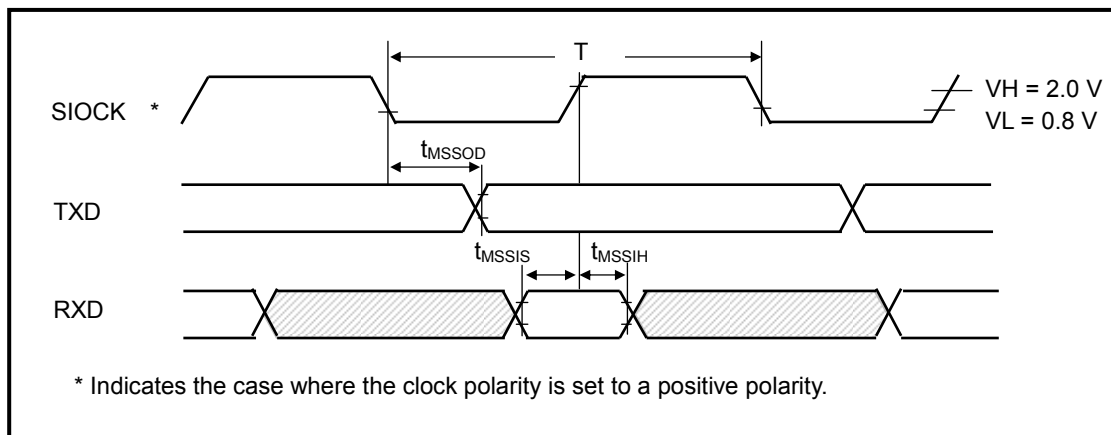 T
SIOCK *
VH = 2.0 V
VL = 0.8 V
tMSSOD
TXD
tMSSIS
tMSSIH
RXD
* Indicates the case where the clock polarity is set to a positive polarity.